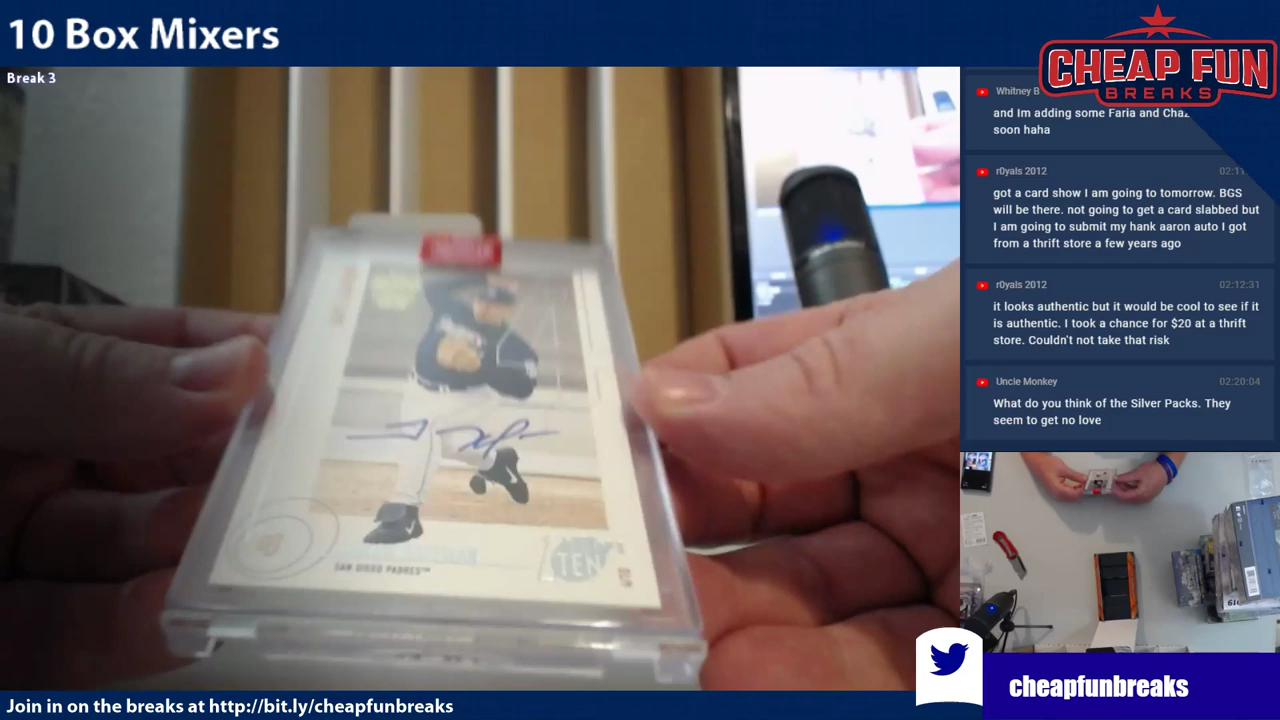 10 Box Mixers
CHEAP FUN
BREAKS
Break 3
Whitney B
and Im adding some Faria and Chaz
soon haha
r0yals 2012 02:11
got a card show I am going to tomorrow. BGS
will be there. not going to get a card slabbed but
I am going to submit my hank aaron auto I got
from a thrift store a few years ago
r0yals 2012 02:12:31
it looks authentic but it would be cool to see if it
is authentic. I took a chance for $20 at a thrift
store. Couldn't not take that risk
Uncle Monkey 02:20:04
What do you think of the Silver Packs. They
seem to get no love
TEN
SAN DIEGO PADRES™
cheapfunbreaks
Join in on the breaks at http://bit.ly/cheapfunbreaks